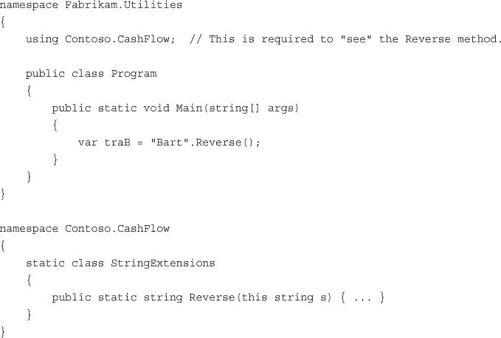 namespace Fabrikam.Utilities
{
    using Contoso.CashFlow;  // This is required to "see" the Reverse method.

    public class Program
    {
        public static void Main(string[] args)
        {
            var traB = "Bart".Reverse();
        }
    }
}

namespace Contoso.CashFlow
{
    static class StringExtensions
    {
        public static string Reverse(this string s) { ... }
    }
}